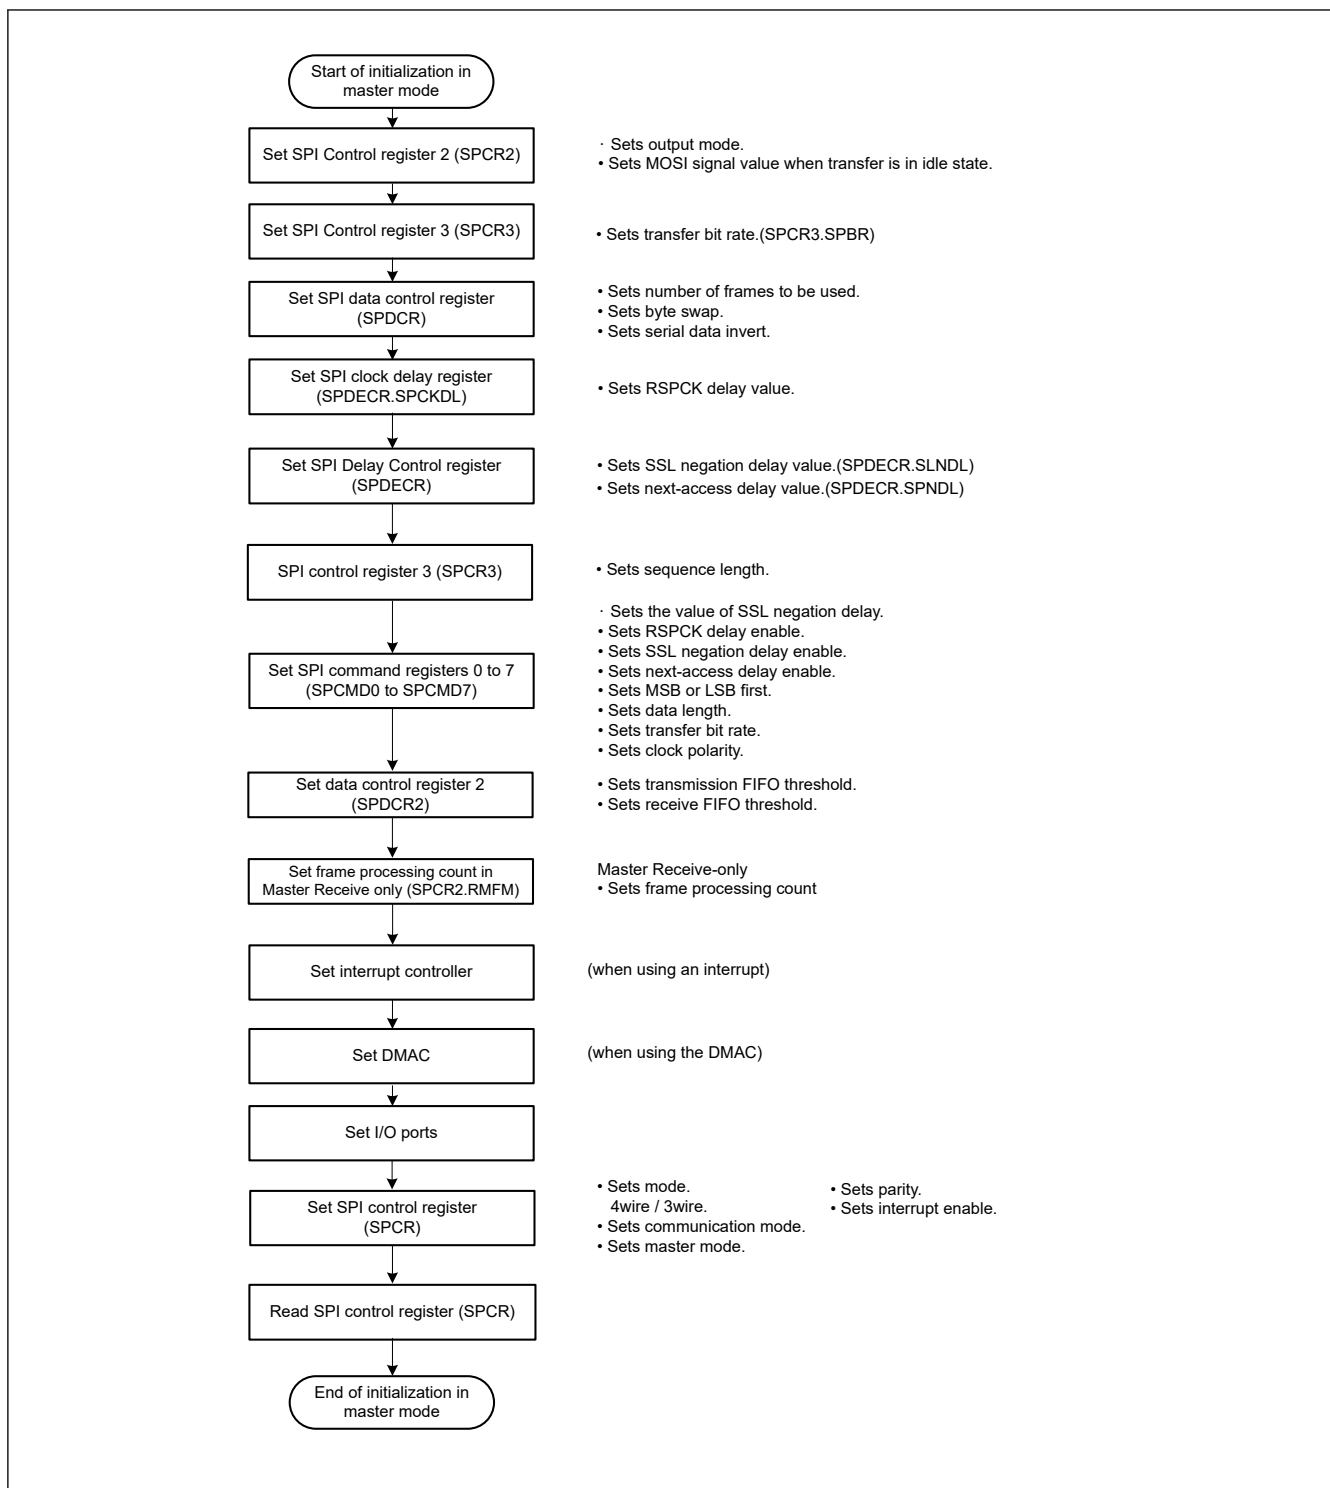 Start of initialization in
master mode
Set SPI Control register 2 (SPCR2)
· Sets output mode.
• Sets MOSI signal value when transfer is in idle state.
Set SPI Control register 3 (SPCR3)
• Sets transfer bit rate.(SPCR3.SPBR)
Set SPI data control register
(SPDCR)
• Sets number of frames to be used.
• Sets byte swap.
• Sets serial data invert.
Set SPI clock delay register
(SPDECR.SPCKDL)
• Sets RSPCK delay value.
Set SPI Delay Control register
(SPDECR)
• Sets SSL negation delay value.(SPDECR.SLNDL)
• Sets next-access delay value.(SPDECR.SPNDL)
SPI control register 3 (SPCR3)
• Sets sequence length.
Set SPI command registers 0 to 7
(SPCMD0 to SPCMD7)
· Sets the value of SSL negation delay.
• Sets RSPCK delay enable.
• Sets SSL negation delay enable.
• Sets next-access delay enable.
• Sets MSB or LSB first.
• Sets data length.
• Sets transfer bit rate.
• Sets clock polarity.
Set data control register 2
(SPDCR2)
• Sets transmission FIFO threshold.
• Sets receive FIFO threshold.
Set frame processing count in
Master Receive only (SPCR2.RMFM)
Master Receive-only
• Sets frame processing count
Set interrupt controller
(when using an interrupt)
Set DMAC
(when using the DMAC)
Set I/O ports
Set SPI control register
(SPCR)
• Sets mode.
4wire / 3wire.
• Sets communication mode.
• Sets master mode.
• Sets parity.
• Sets interrupt enable.
Read SPI control register (SPCR)
End of initialization in
master mode